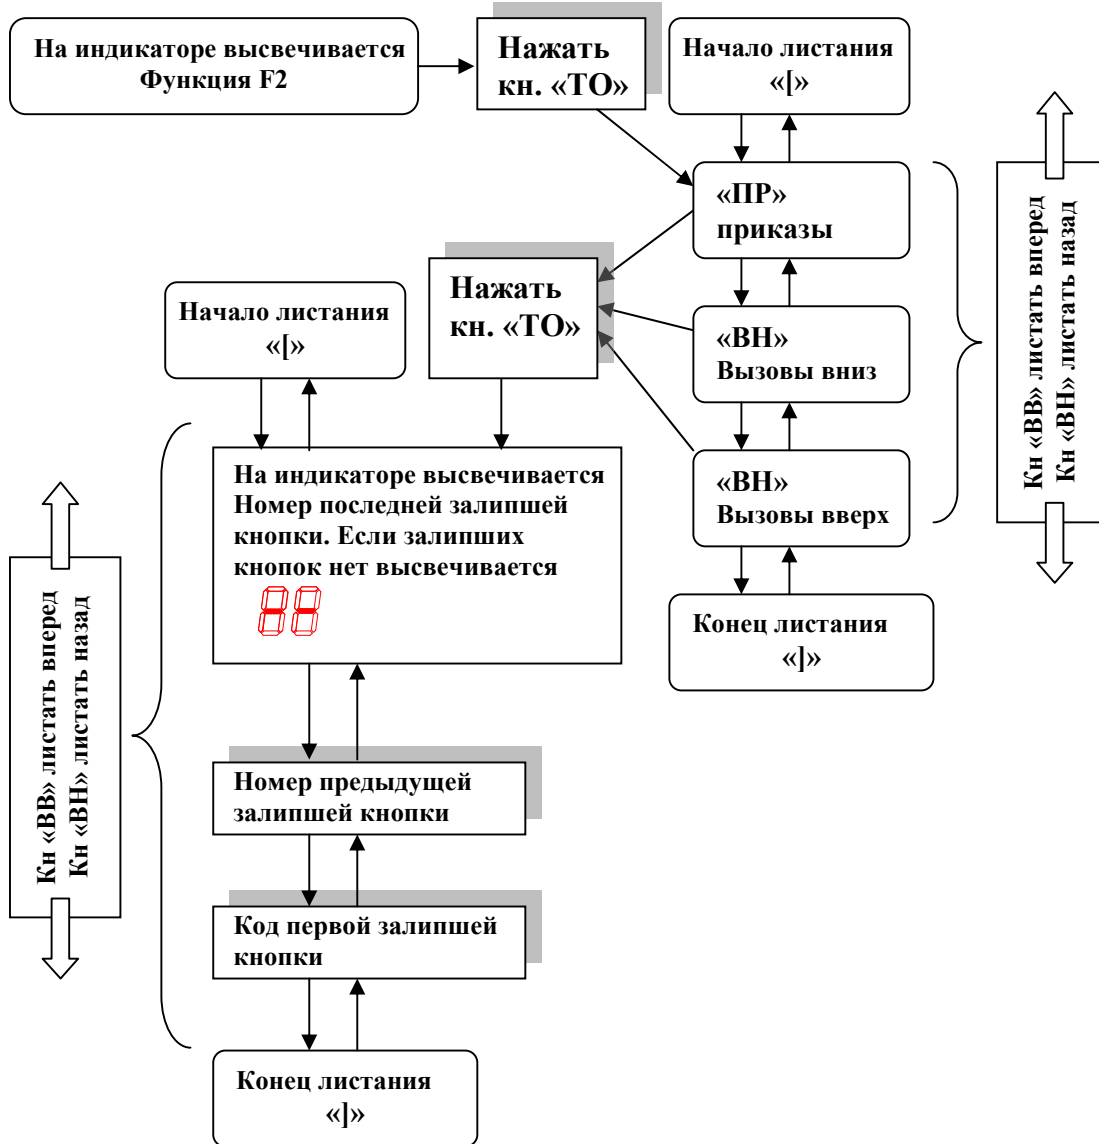 На индикаторе высвечивается
Функция F2
Нажать
кн. «ТО»
Начало листания
«[»
«ПР»
приказы
Нажать
кн. «ТО»
Начало листания
«[»
«ВН»
Вызовы вниз
«ВН»
Вызовы вверх
Кн «ВВ» листать вперед
Кн «ВН» листать назад
На индикаторе высвечивается
Номер последней залипшей
кнопки. Если залипших
кнопок нет высвечивается
--
Конец листания
«]»
Кн «ВВ» листать вперед
Кн «ВН» листать назад
Номер предыдущей
залипшей кнопки
Код первой залипшей
кнопки
Конец листания
«]»